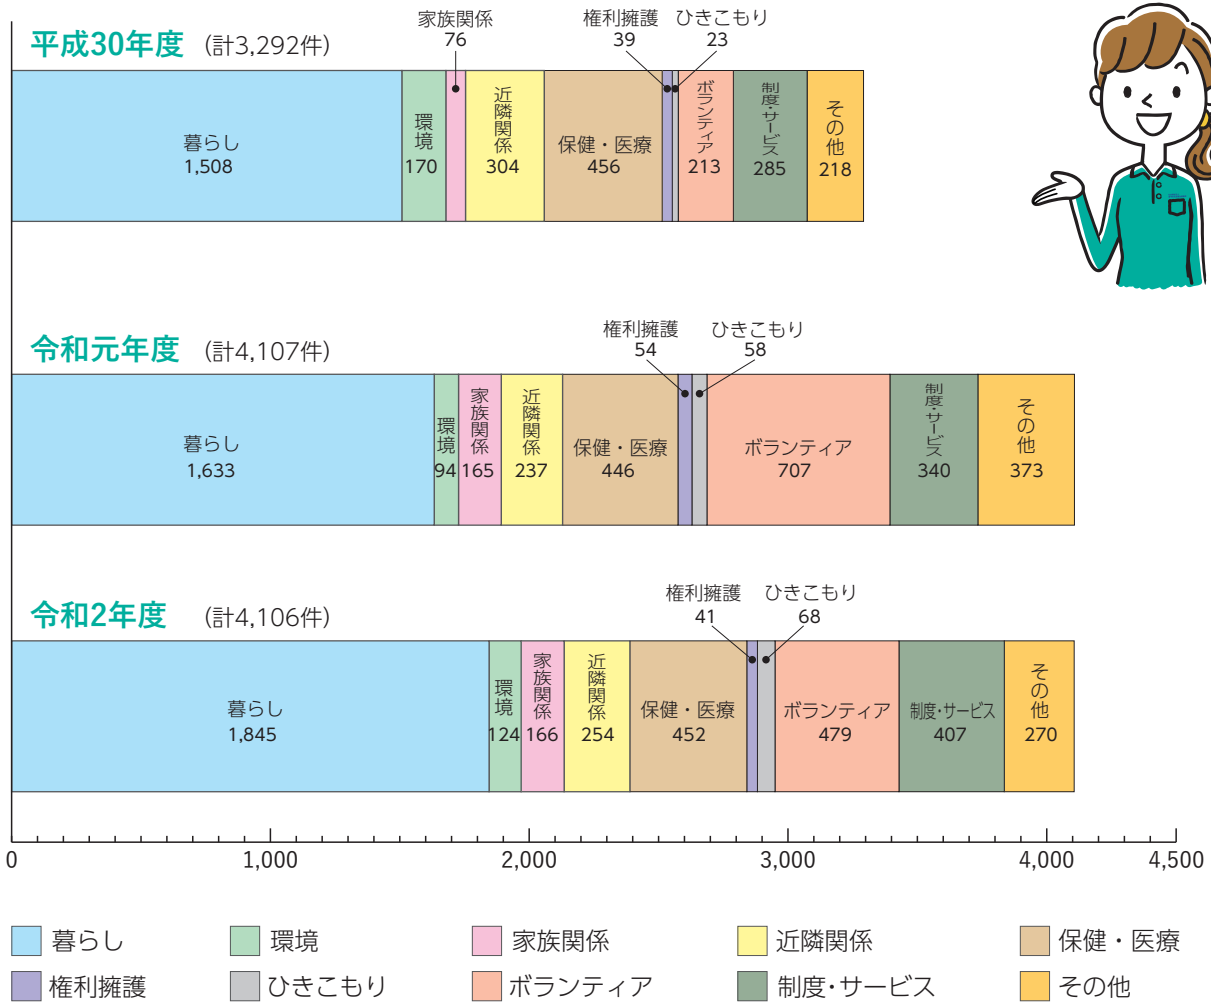 平成30年度 (計3,292件)
家族関係
76
権利擁護
39
ひきこもり
23
暮らし
1,508
環境
170
近隣関係
304
保健・医療
456
ボランティア
213
制度・サービス
285
その他
218
令和元年度 (計4,107件)
権利擁護
54
ひきこもり
58
暮らし
1,633
環境
94
家族関係
165
近隣関係
237
保健・医療
446
ボランティア
707
制度・サービス
340
その他
373
令和2年度 (計4,106件)
権利擁護
41
ひきこもり
68
暮らし
1,845
環境
124
家族関係
166
近隣関係
254
保健・医療
452
ボランティア
479
制度・サービス
407
その他
270
0 1,000 2,000 3,000 4,000 4,500
暮らし 環境 家族関係 近隣関係 保健・医療
権利擁護 ひきこもり ボランティア 制度・サービス その他